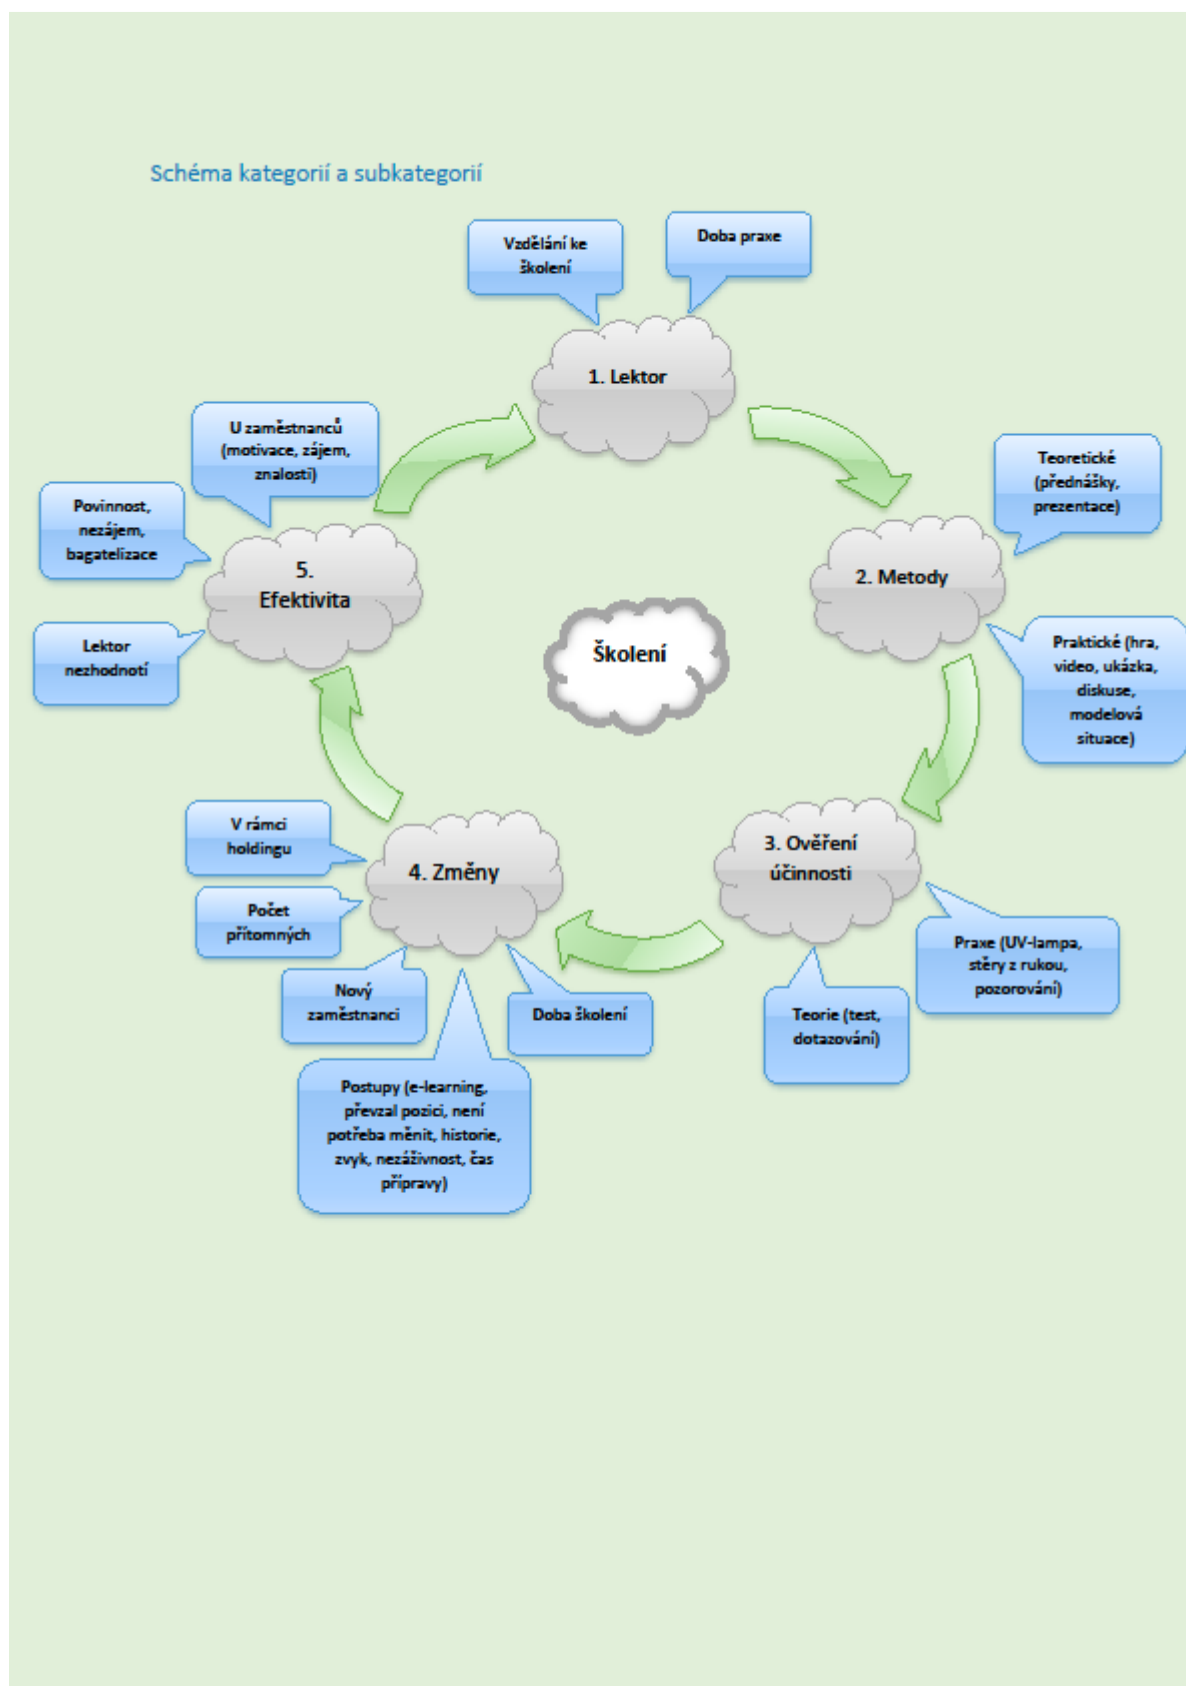 Schéma kategorií a subkategorií
Vzdělání ke
školení
Doba praxe
1. Lektor
U zaměstnanců
(motivace, zájem,
znalosti)
Povinnost,
nezájem,
bagatelizace
5.
Efektivita
Lektor
nezhodnotí
Teoretické
(přednášky,
prezentace)
2. Metody
Praktické (hra,
video, ukázka,
diskuse,
modelová
situace)
Školení
V rámci
holdingu
4. Změny
Počet
přítomných
Nový
zaměstnanci
Doba školení
Postupy (e-learning,
převzal pozici, není
potřeba měnit, historie,
zvyk, nezáživnost, čas
přípravy)
3. Ověření
účinnosti
Praxe (UV-lampa,
stěry z rukou,
pozorování)
Teorie (test,
dotazování)